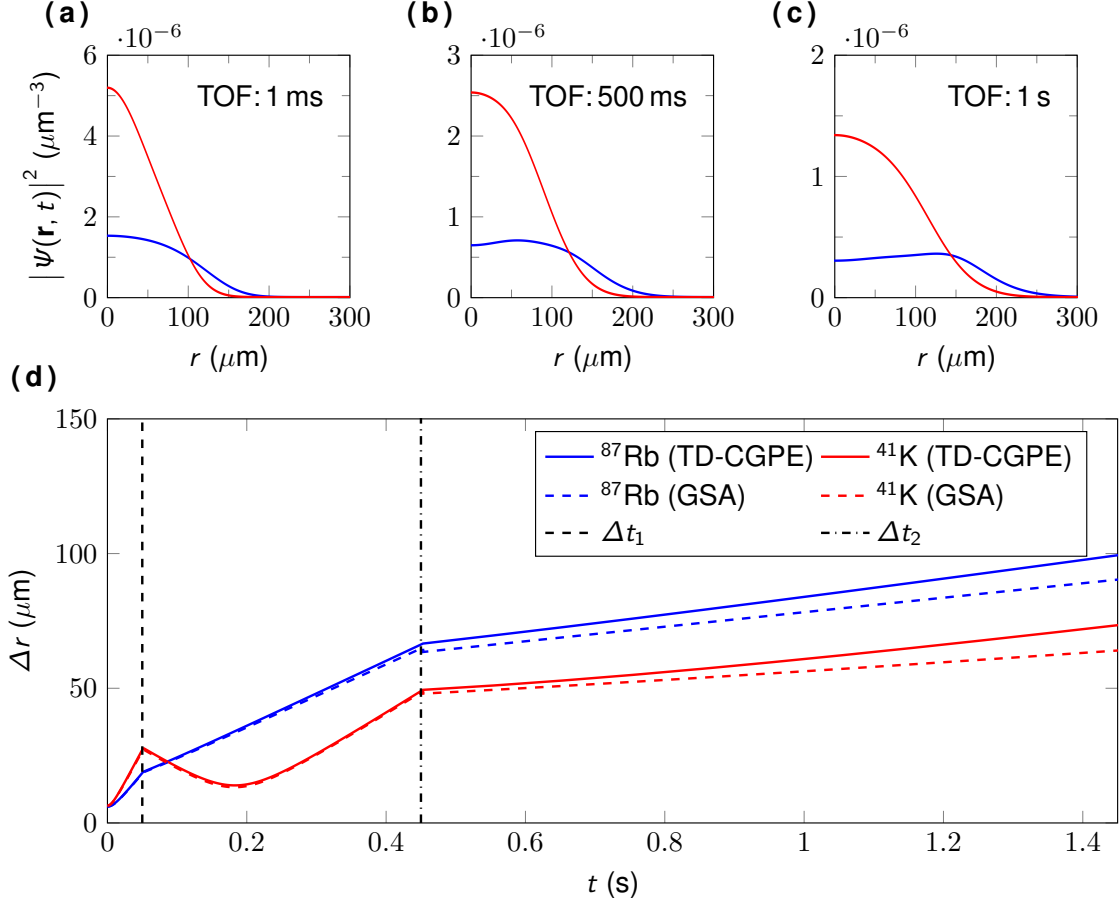 (a) (b) (c)
·10⁻⁶ ·10⁻⁶ ·10⁻⁶
6 3 2
TOF: 1 ms TOF: 500 ms TOF: 1 s
4 2 1
2 1
0 0 0
|Ψ(r, t)|² (μm⁻³)
0 100 200 300 0 100 200 300 0 100 200 300
r (μm) r (μm) r (μm)
(d)
150
⁸⁷Rb (TD-CGPE) ⁴¹K (TD-CGPE)
⁸⁷Rb (GSA) ⁴¹K (GSA)
Δt₁ Δt₂
100
Δr (μm)
50
0
0 0.2 0.4 0.6 0.8 1 1.2 1.4
t (s)